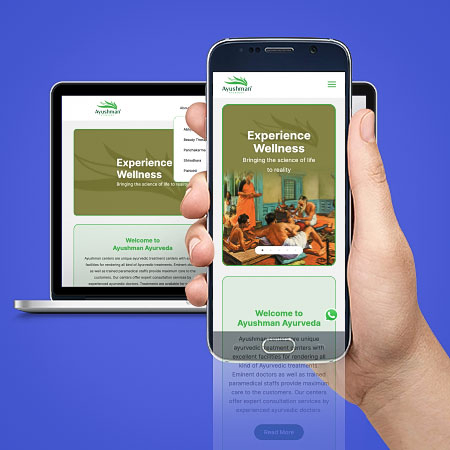 Ayushman
Experience
Wellness
Bringing the science of life to reality
Beauty Thera
Panchakarma
Shirodhara
Welcome to
Ayushman Ayurveda
Ayushman centers are unique ayurvedic treatment centers with
facilities for rendering all kind of Ayurvedic treatments. Eminent
as well as trained paramedical staffs provide maximum care to the
customers. Our centers offer expert consultation services by
experienced ayurvedic doctors. Treatments are available for
Ayushman
Experience
Wellness
Bringing the science of life
to reality
Welcome to
Ayushman Ayurveda
Ayushman centers are unique
ayurvedic treatment centers with
excellent facilities for rendering all
kind of Ayurvedic treatments.
Eminent doctors as well as trained
paramedical staffs provide maximum
care to the customers. Our centers
offer expert consultation services by
experienced ayurvedic doctors.
Read More